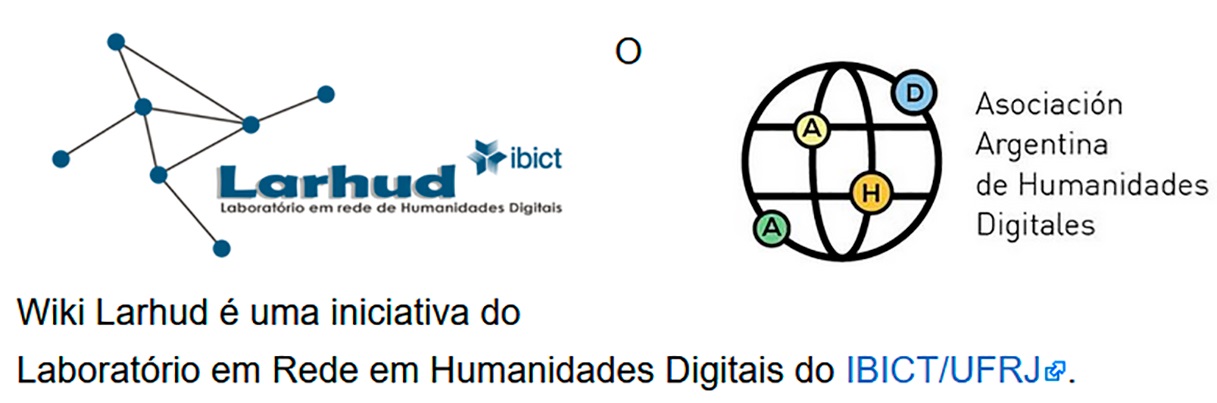 ibict
Larhud
Laboratório em rede de Humanidades Digitais
O
D
A
H
A
Asociación
Argentina
de Humanidades
Digitales
Wiki Larhud é uma iniciativa do
Laboratório em Rede em Humanidades Digitais do IBICT/UFRJ.